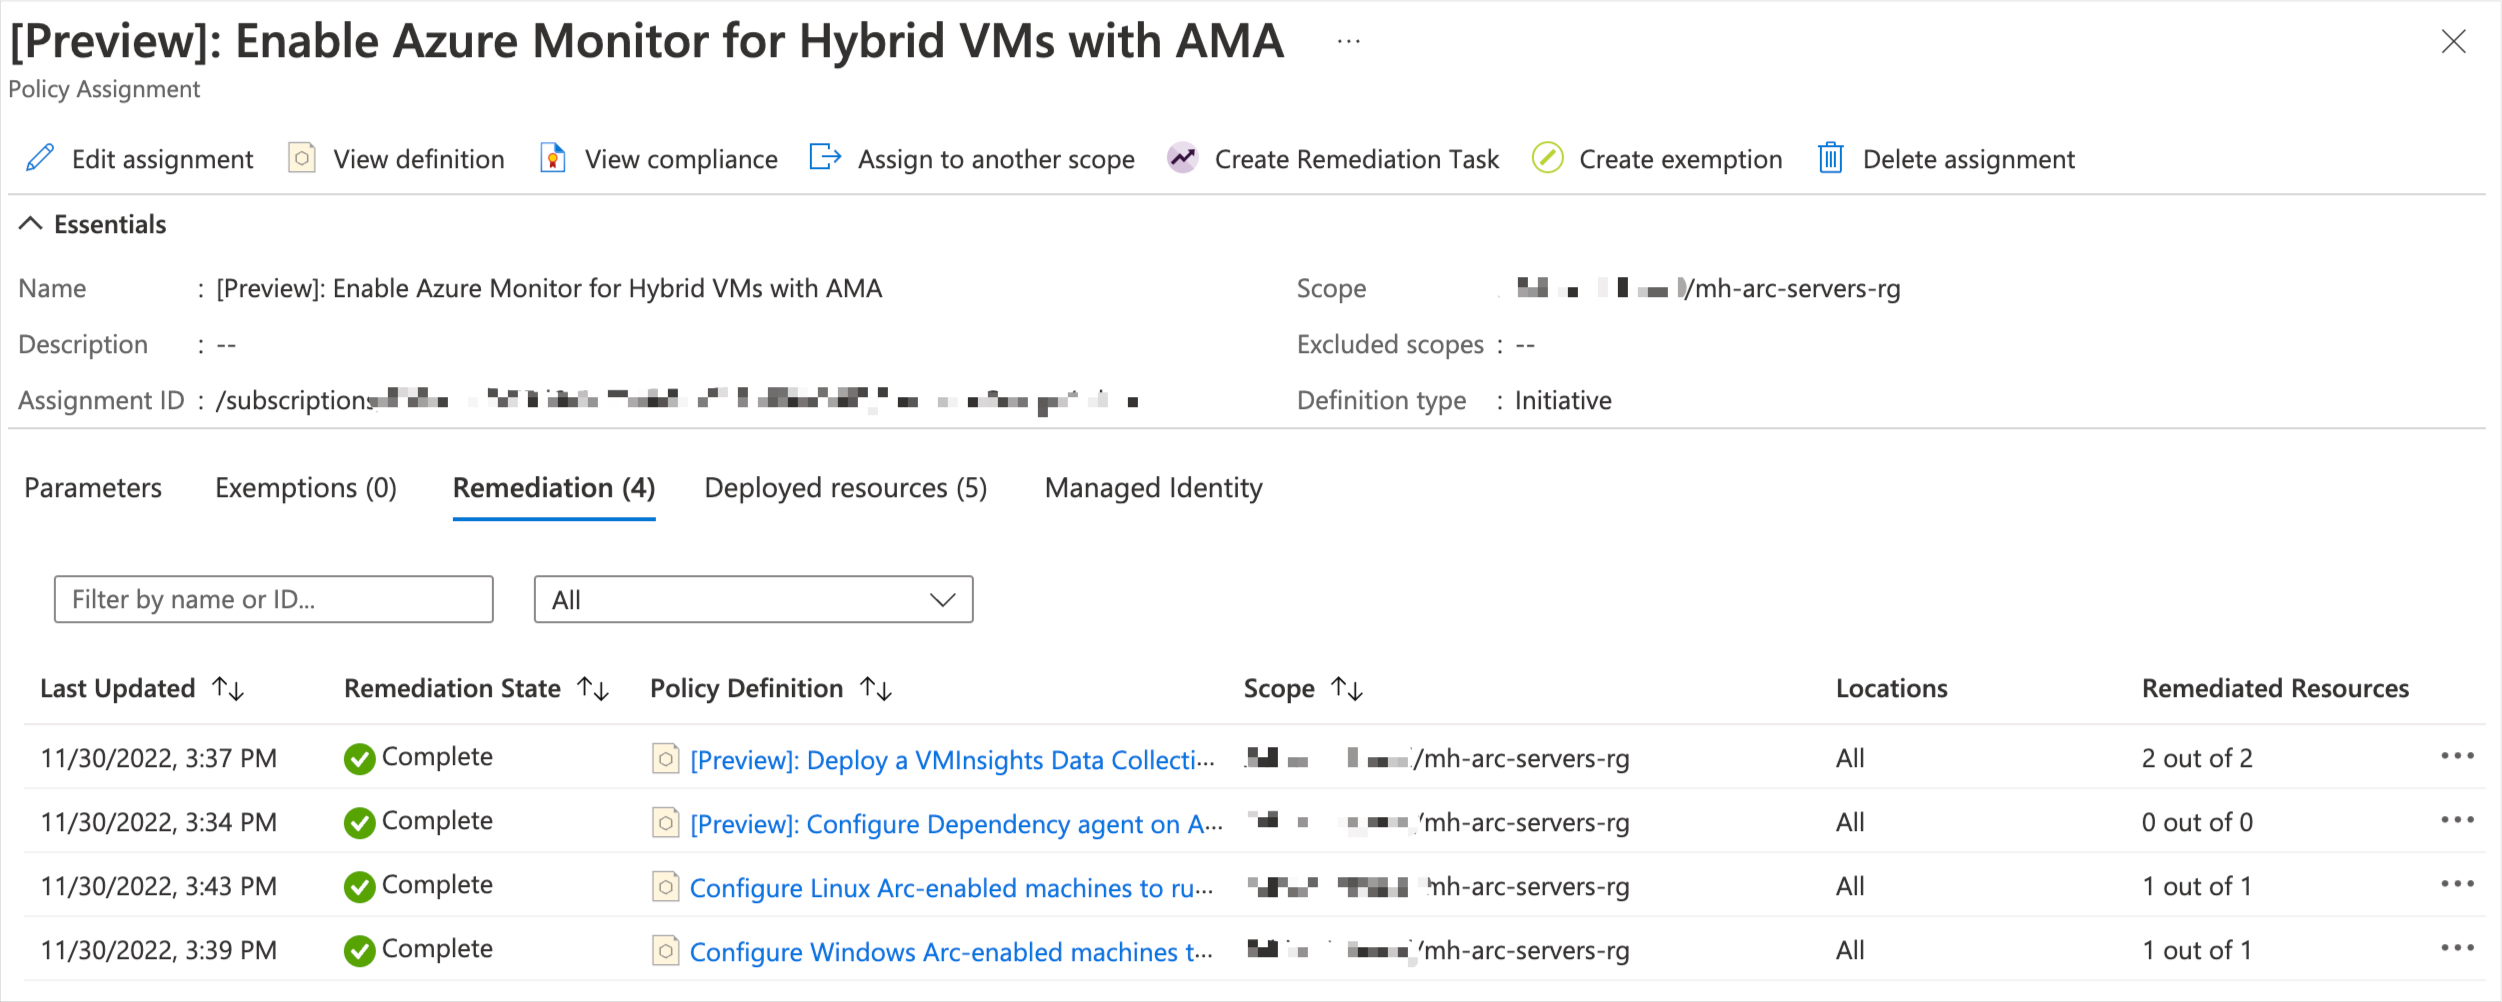 [Preview]: Enable Azure Monitor for Hybrid VMs with AMA ...
Policy Assignment
Edit assignment View definition View compliance Assign to another scope Create Remediation Task Create exemption Delete assignment
Essentials
Name : [Preview]: Enable Azure Monitor for Hybrid VMs with AMA Scope /mh-arc-servers-rg
Description : -- Excluded scopes : --
Assignment ID : /subscriptions Definition type : Initiative
Parameters Exemptions (0) Remediation (4) Deployed resources (5) Managed Identity
Filter by name or ID... All
Last Updated ↑↓ Remediation State ↑↓ Policy Definition ↑↓ Scope ↑↓ Locations Remediated Resources
11/30/2022, 3:37 PM Complete [Preview]: Deploy a VMInsights Data Collecti... /mh-arc-servers-rg All 2 out of 2 ...
11/30/2022, 3:34 PM Complete [Preview]: Configure Dependency agent on A... /mh-arc-servers-rg All 0 out of 0 ...
11/30/2022, 3:43 PM Complete Configure Linux Arc-enabled machines to ru... mh-arc-servers-rg All 1 out of 1 ...
11/30/2022, 3:39 PM Complete Configure Windows Arc-enabled machines t... /mh-arc-servers-rg All 1 out of 1 ...